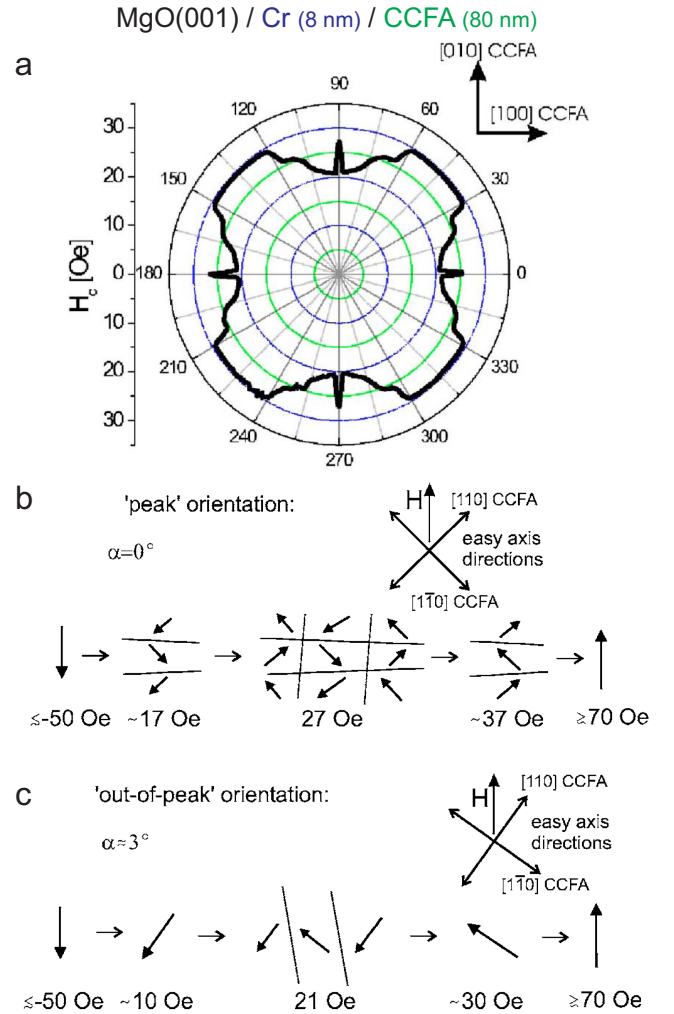 MgO(001) / Cr (8 nm) / CCFA (80 nm)
a
[010] CCFA
[100] CCFA
90
120
60
30
20
10
0
10
20
30
150
30
180
0
210
330
240
300
270
H_c [Oe]
b
'peak' orientation:
α=0°
H
[110] CCFA
easy axis
directions
[11̅0] CCFA
≲-50 Oe ~17 Oe 27 Oe ~37 Oe ≳70 Oe
c
'out-of-peak' orientation:
α≈3°
H
[110] CCFA
easy axis
directions
[11̅0] CCFA
≲-50 Oe ~10 Oe 21 Oe ~30 Oe ≳70 Oe